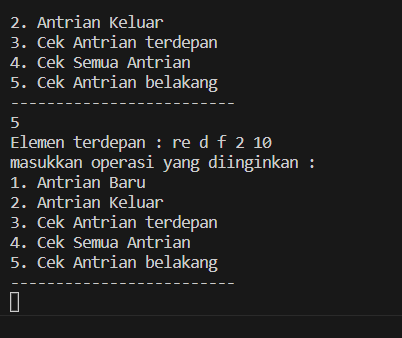 2. Antrian Keluar
3. Cek Antrian terdepan
4. Cek Semua Antrian
5. Cek Antrian belakang
-------------------------
5
Elemen terdepan : re d f 2 10
masukkan operasi yang diinginkan :
1. Antrian Baru
2. Antrian Keluar
3. Cek Antrian terdepan
4. Cek Semua Antrian
5. Cek Antrian belakang
-------------------------